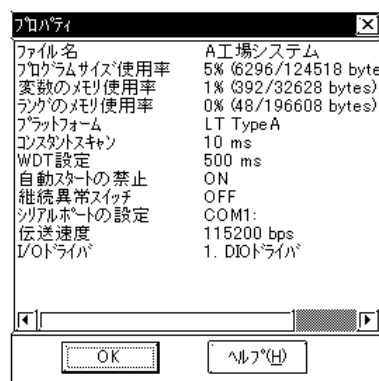 プロパティ
ファイル名 A工場システム
プログラムサイズ使用率 5% (6296/124518 byte
変数のメモリ使用率 1% (392/32628 bytes)
ラングのメモリ使用率 0% (48/196608 bytes)
プラットフォーム LT TypeA
コンスタントスキャン 10 ms
WDT設定 500 ms
自動スタートの禁止 ON
継続異常スイッチ OFF
シリアルポートの設定 COM1:
伝送速度 115200 bps
I/Oドライバ 1. DIOドライバ
OK
ヘルプ(H)